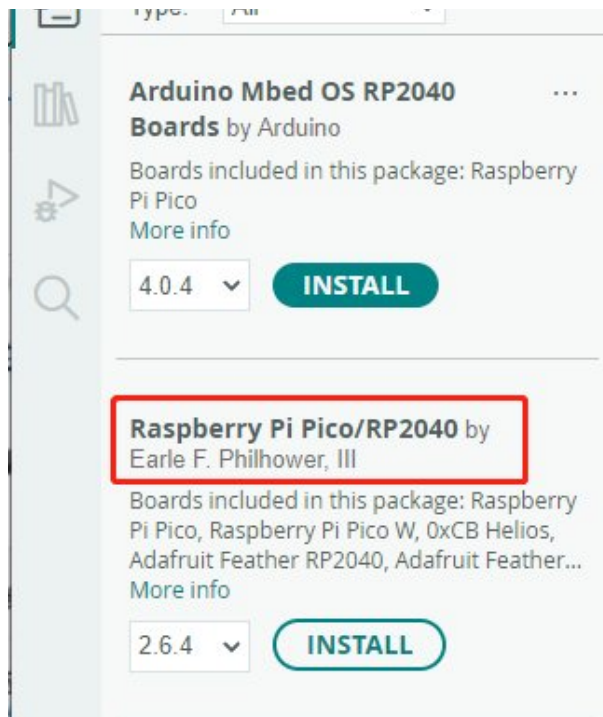 Type: All
Arduino Mbed OS RP2040 ...
Boards by Arduino
Boards included in this package: Raspberry
Pi Pico
More info
4.0.4 INSTALL
Raspberry Pi Pico/RP2040 by
Earle F. Philhower, III
Boards included in this package: Raspberry
Pi Pico, Raspberry Pi Pico W, 0xCB Helios,
Adafruit Feather RP2040, Adafruit Feather...
More info
2.6.4 INSTALL